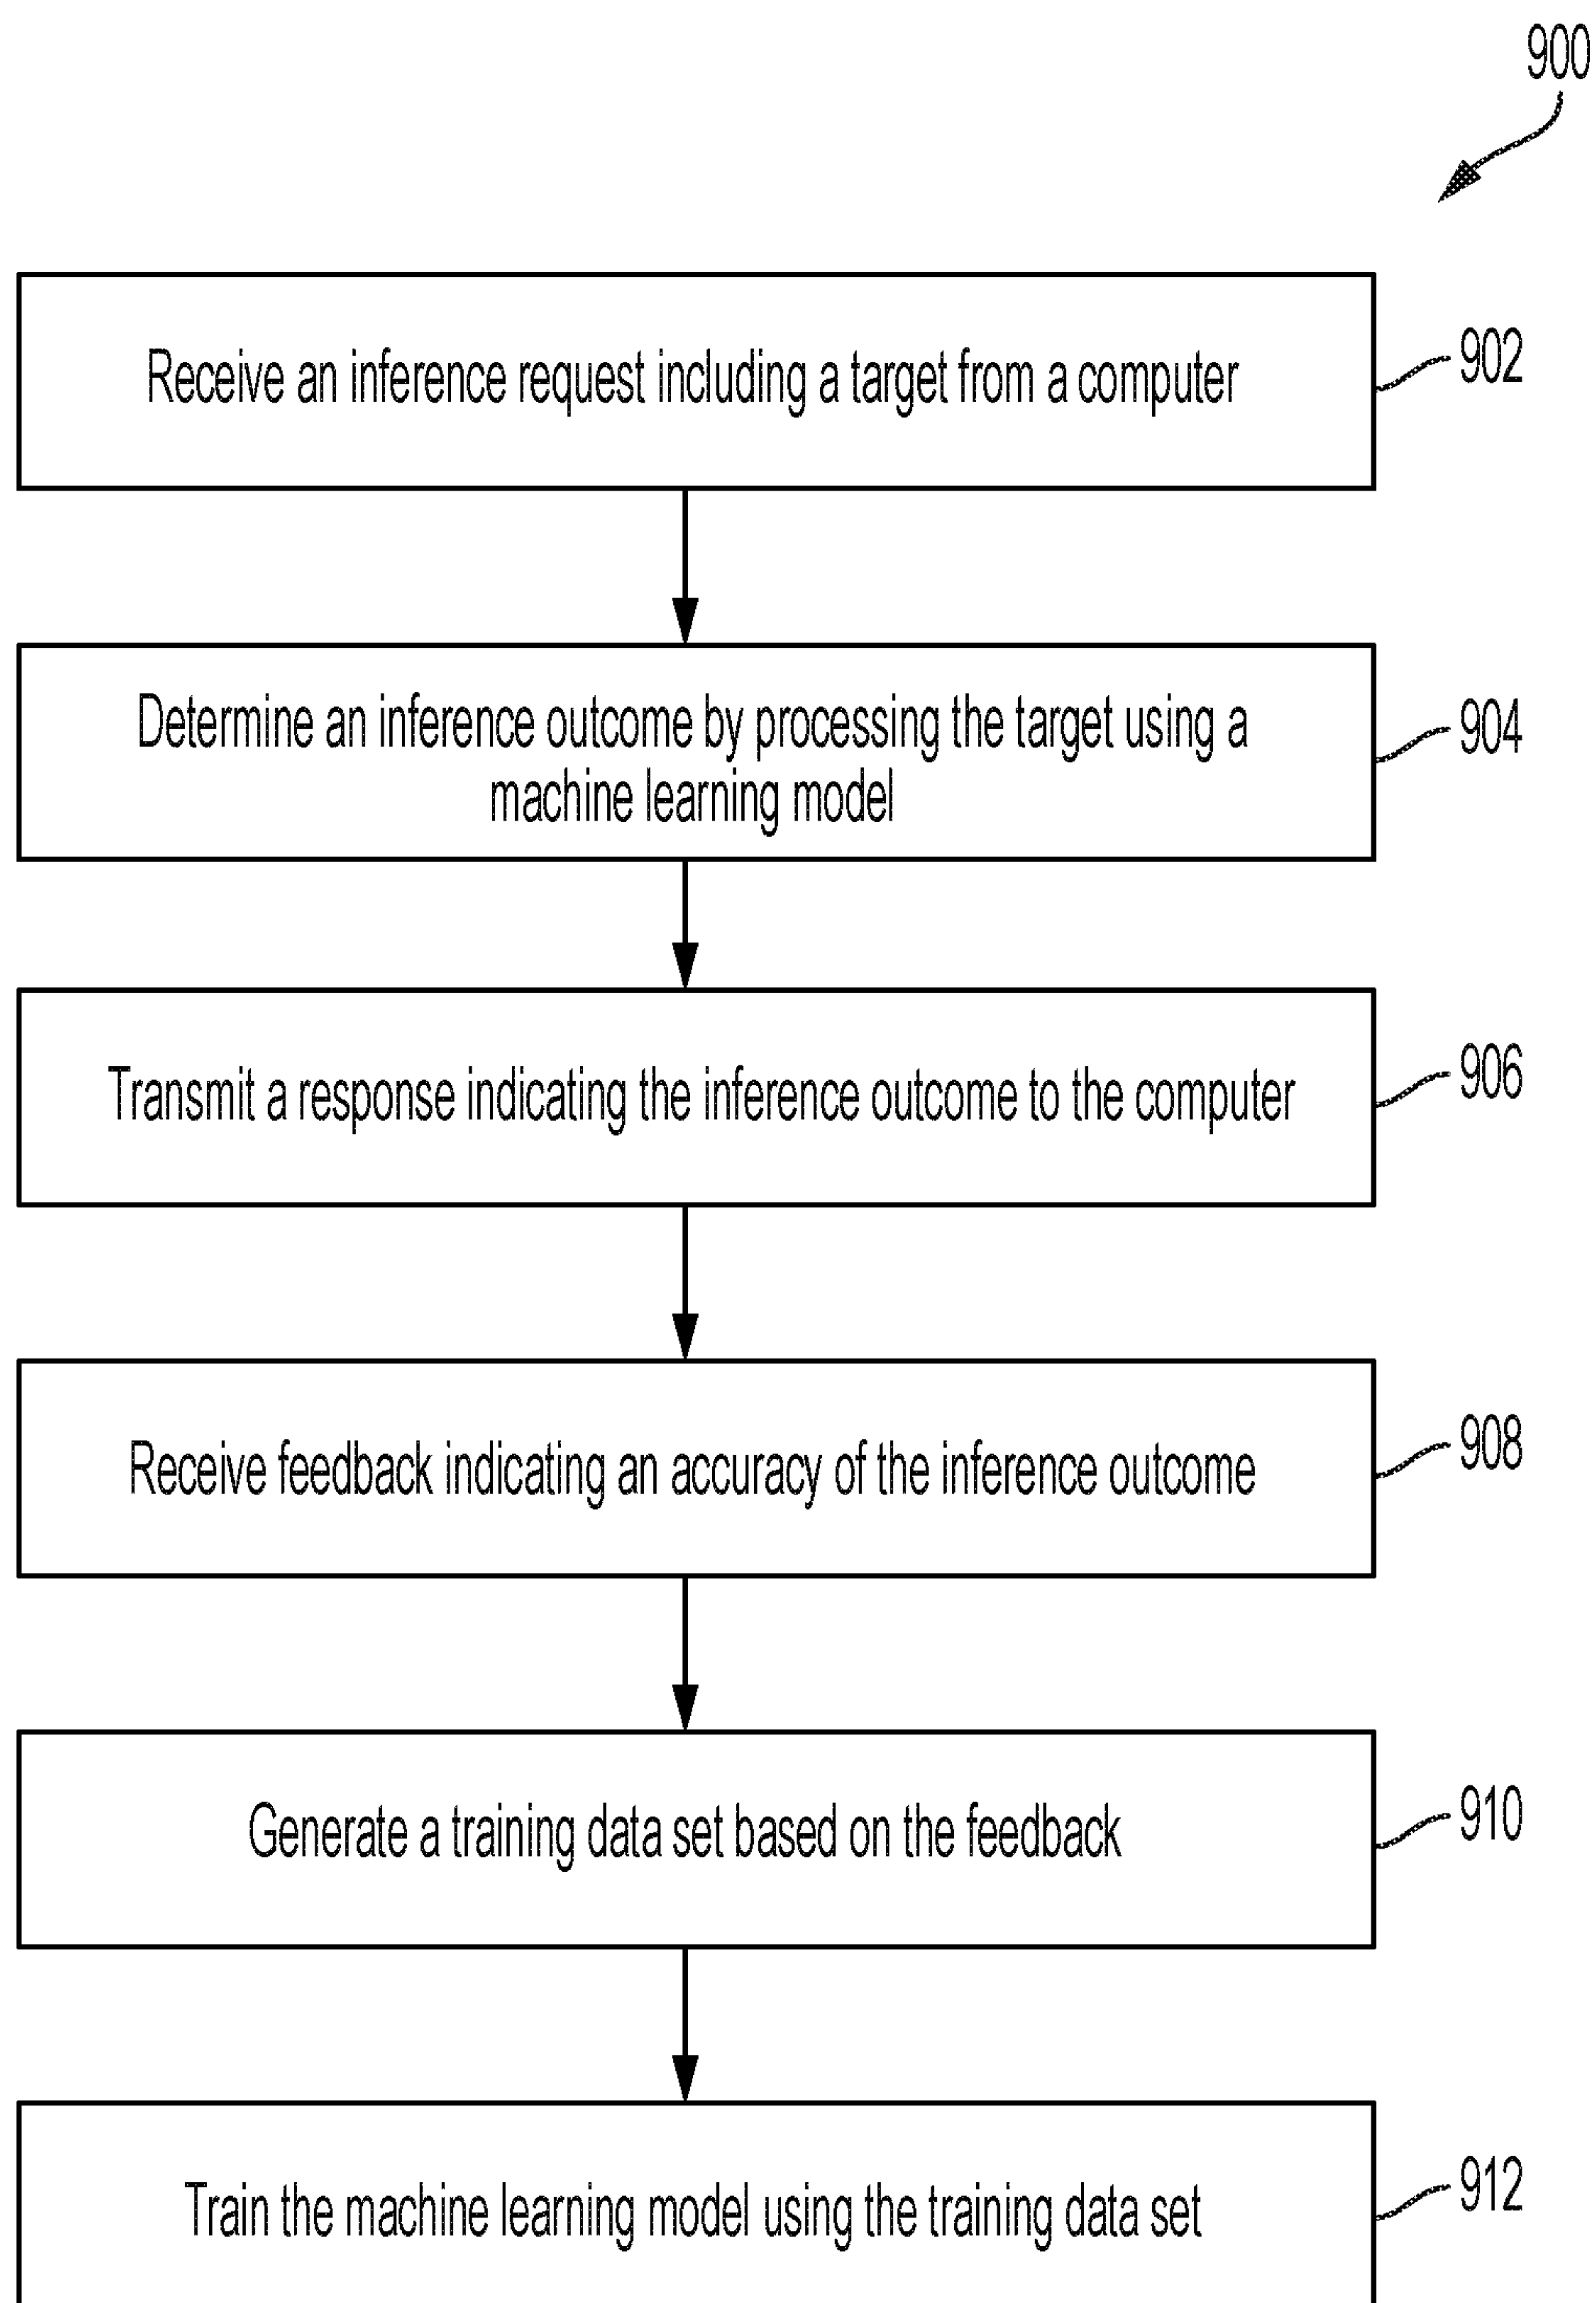 900
Receive an inference request including a target from a computer
902
Determine an inference outcome by processing the target using a
machine learning model
904
Transmit a response indicating the inference outcome to the computer
906
Receive feedback indicating an accuracy of the inference outcome
908
Generate a training data set based on the feedback
910
Train the machine learning model using the training data set
912